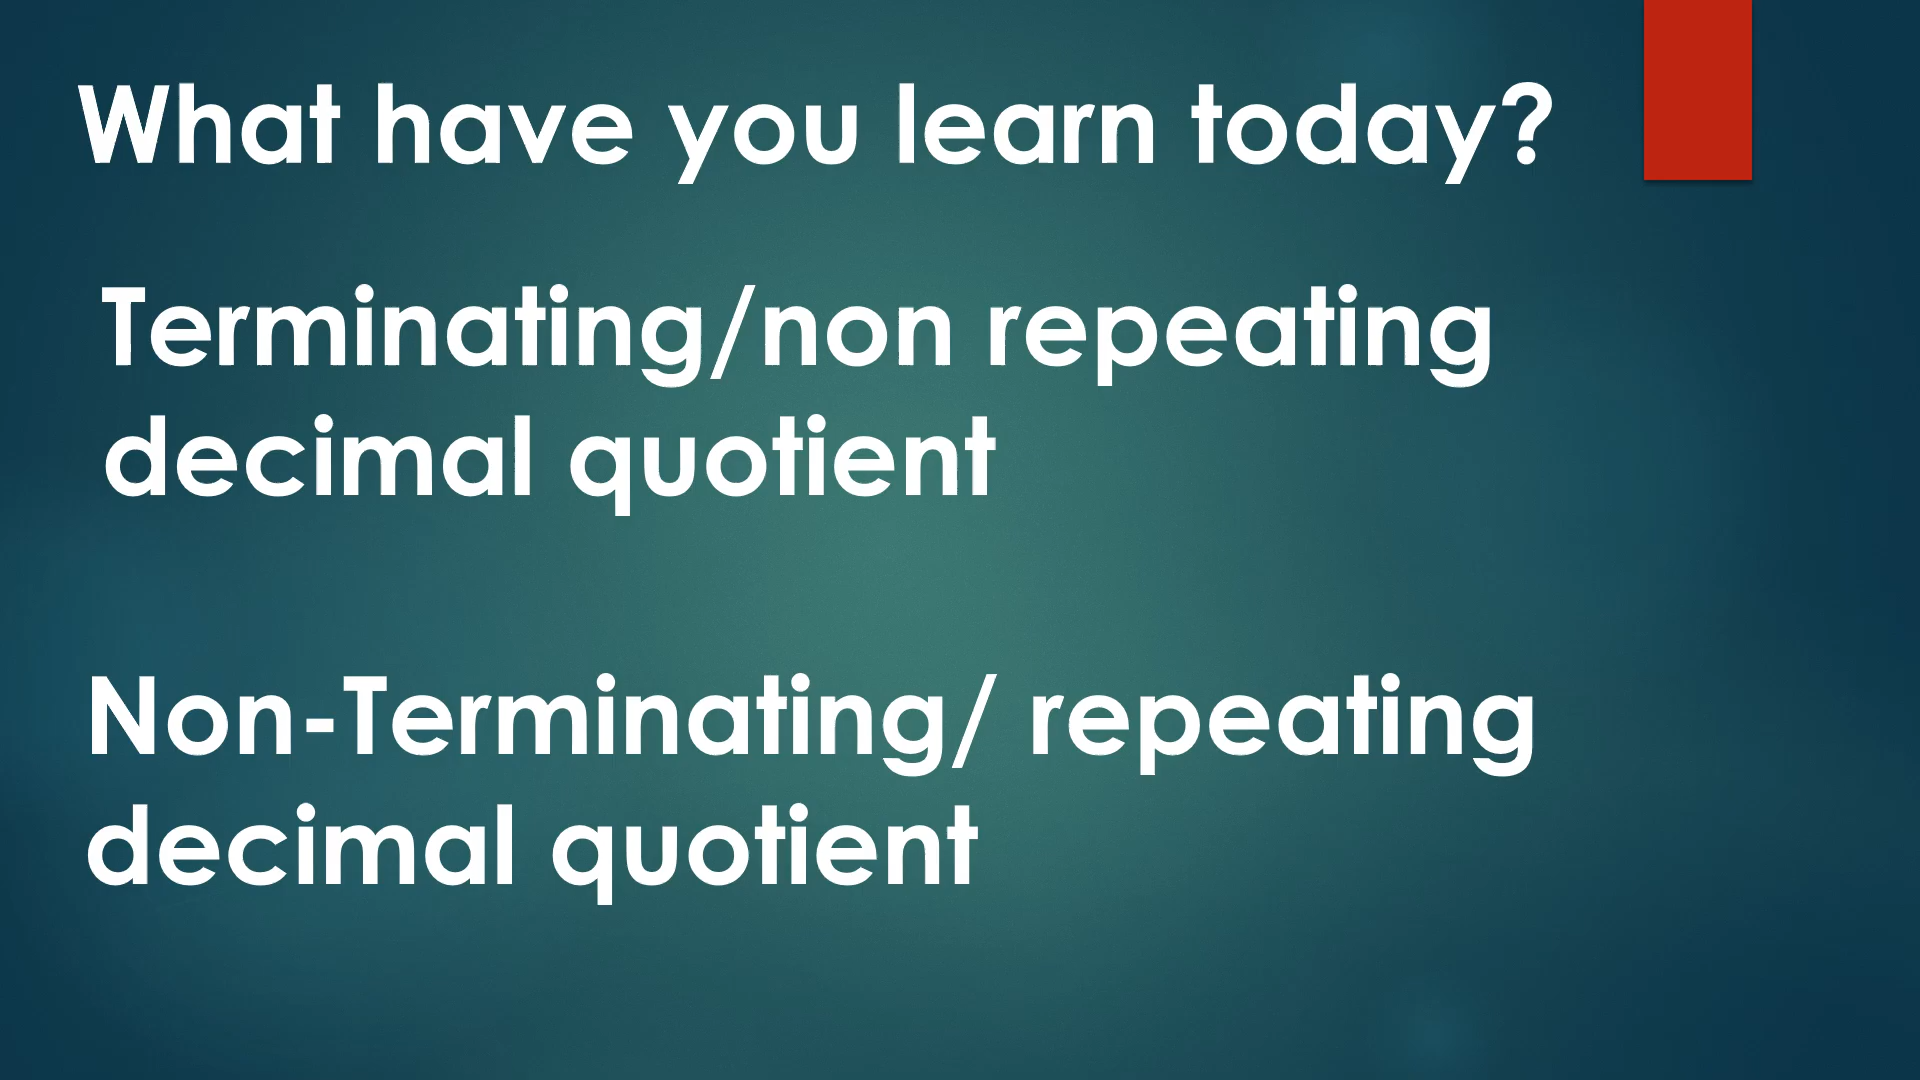 What have you learn today?
Terminating/non repeating
decimal quotient
Non-Terminating/ repeating
decimal quotient